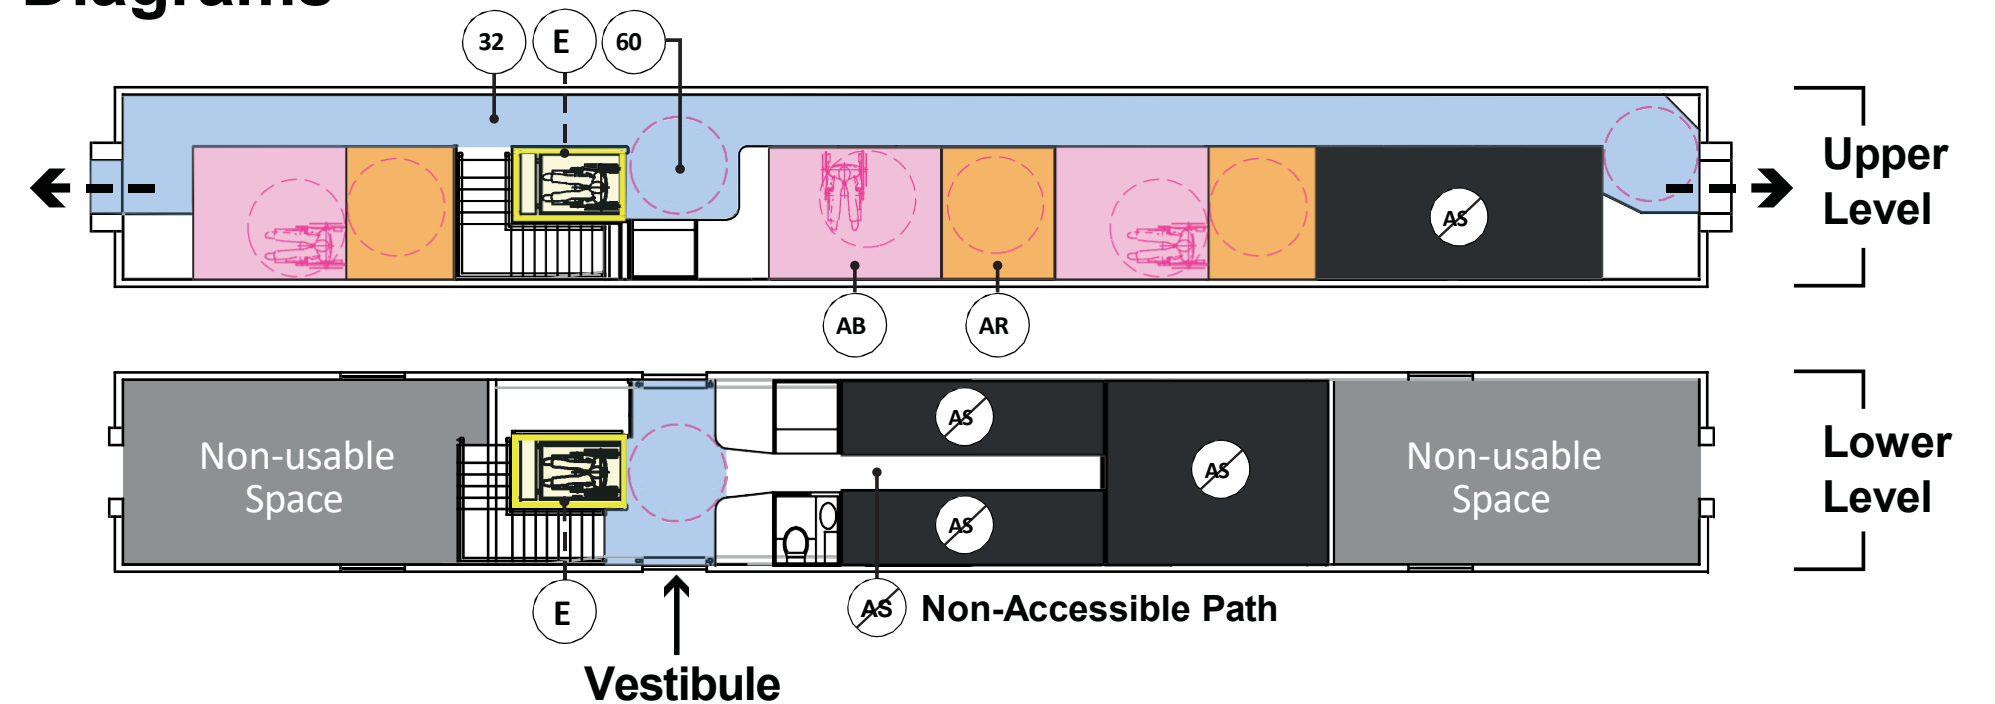 Diagrams
32 E 60
Upper
Level
AS
AB AR
Non-usable
Space
AS
AS
AS
Non-usable
Space
Lower
Level
E
AS Non-Accessible Path
Vestibule